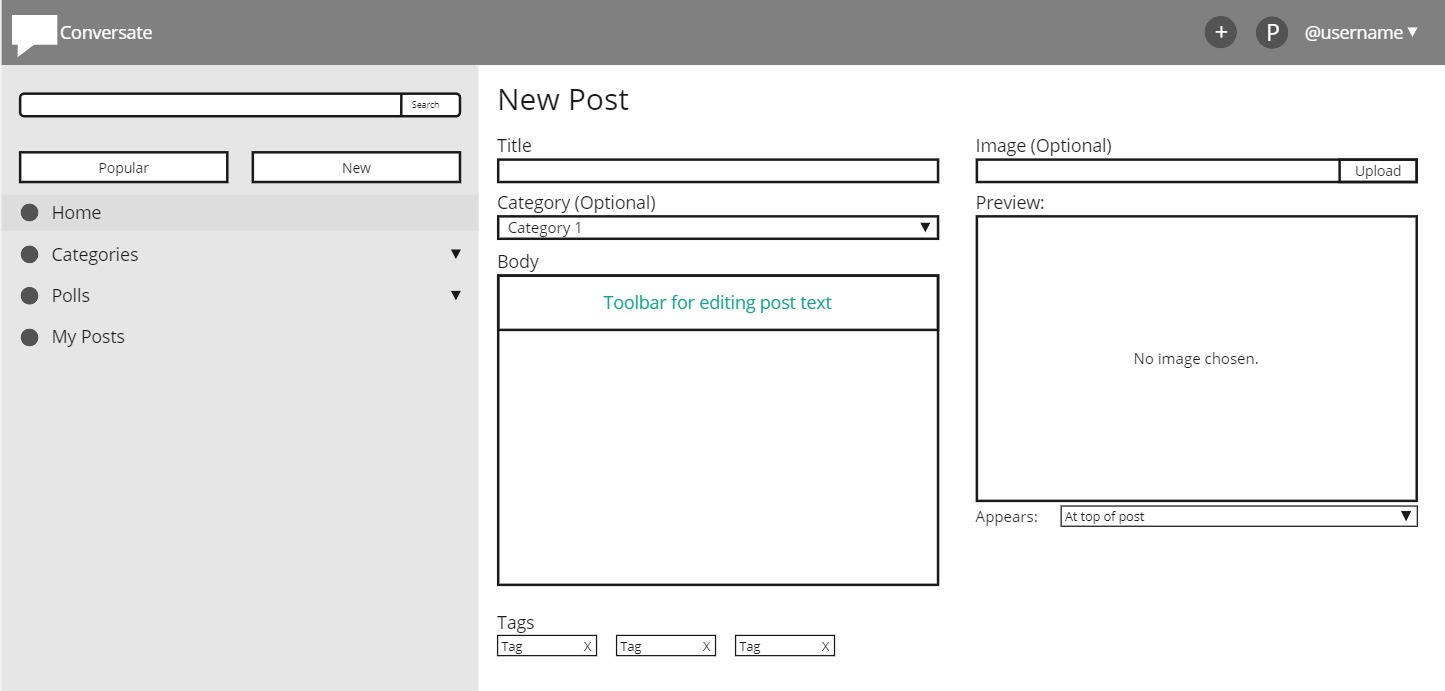 Conversate
+
P
@username ▼
Search
Popular
New
Home
Categories ▼
Polls ▼
My Posts
New Post
Title
Category (Optional)
Category 1 ▼
Body
Toolbar for editing post text
Tags
Tag X
Tag X
Tag X
Image (Optional)
Upload
Preview:
No image chosen.
Appears:
At top of post ▼